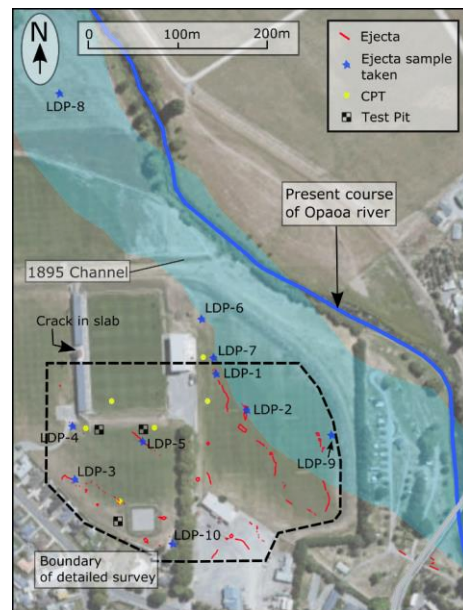 N
0 100m 200m
Ejecta
Ejecta sample
taken
CPT
Test Pit
LDP-8
Present course
of Opaoa river
1895 Channel
LDP-6
Crack in slab
LDP-7
LDP-1
LDP-2
LDP-4
LDP-5
LDP-9
LDP-3
LDP-10
Boundary
of detailed survey